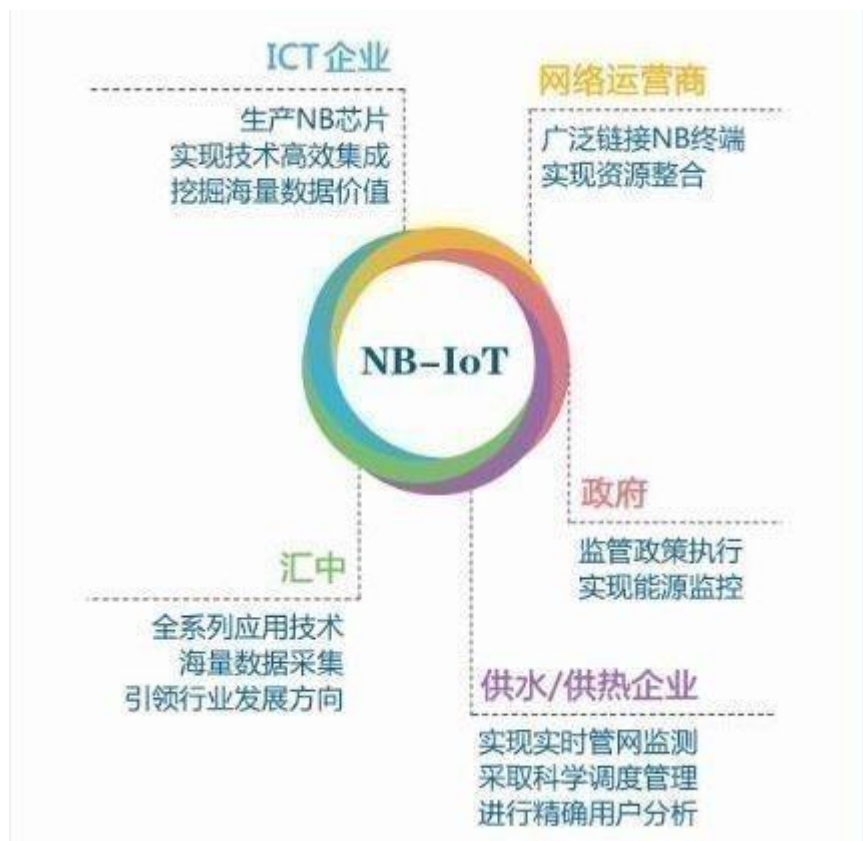 ICT企业
生产NB芯片
实现技术高效集成
挖掘海量数据价值
网络运营商
广泛链接NB终端
实现资源整合
NB-IoT
政府
监管政策执行
实现能源监控
汇中
全系列应用技术
海量数据采集
引领行业发展方向
供水/供热企业
实现实时管网监测
采取科学调度管理
进行精确用户分析